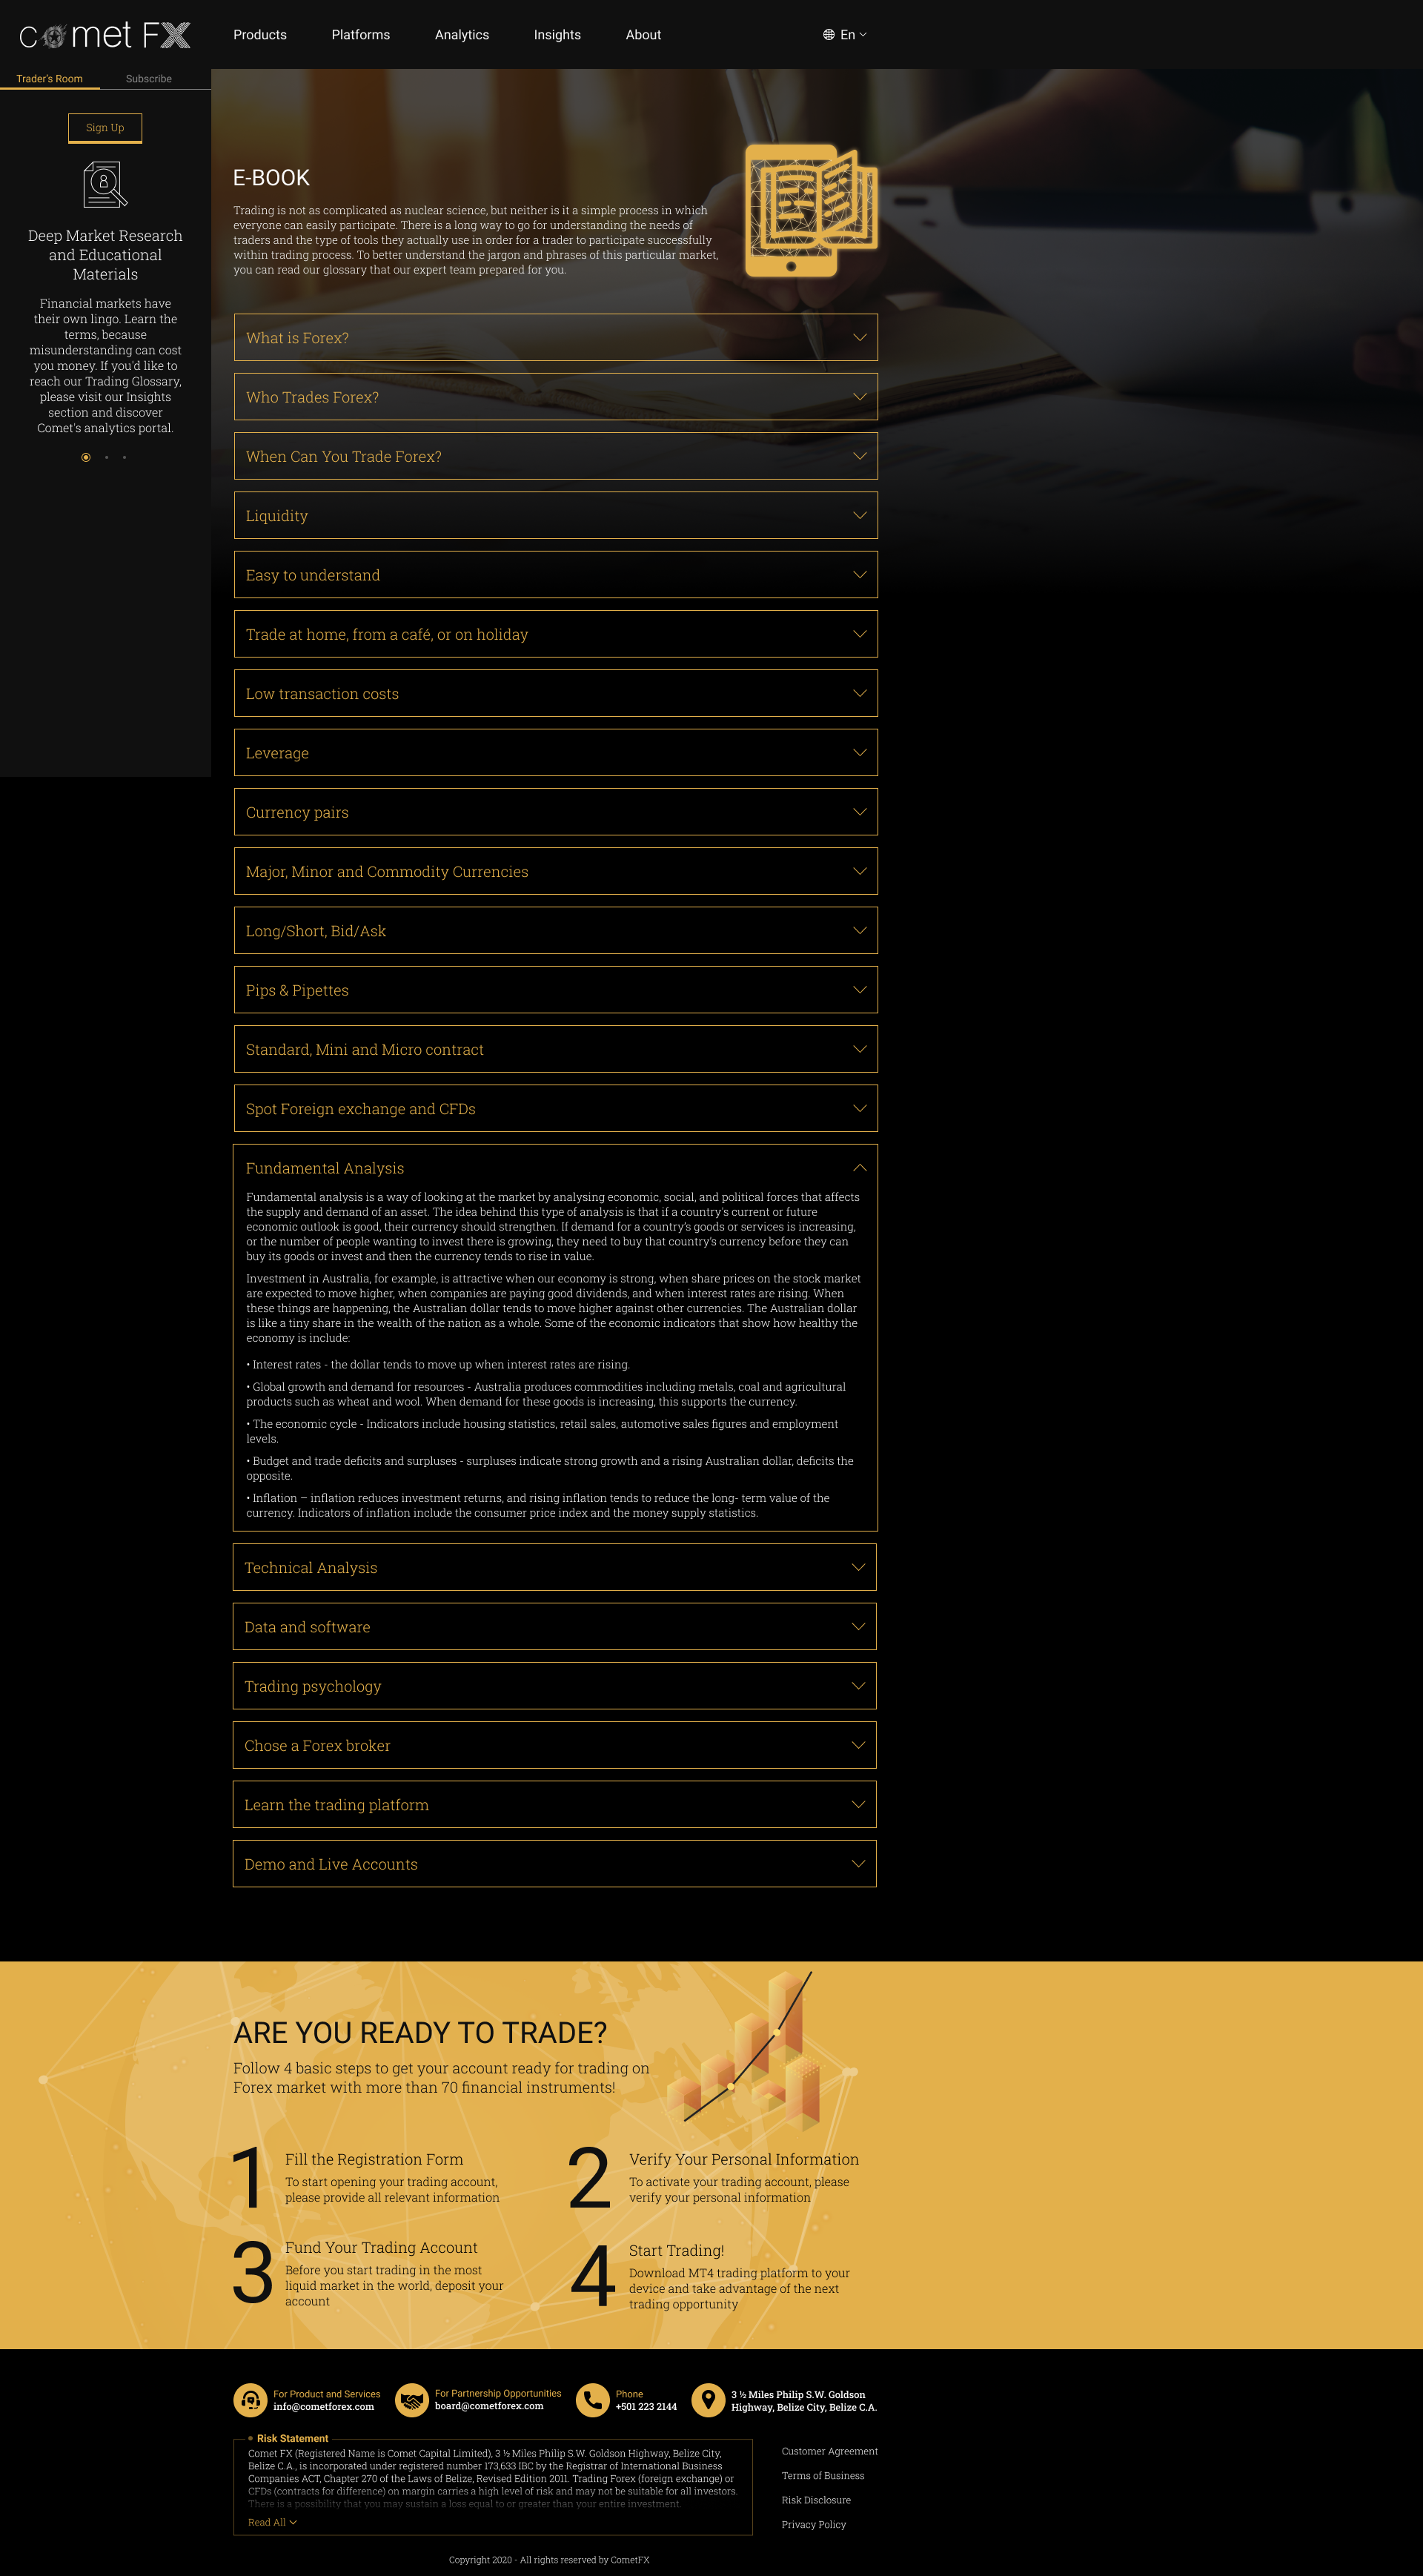 comet FX
Products
Platforms
Analytics
Insights
About
En
Trader's Room
Subscribe
Sign Up
Deep Market Research
and Educational
Materials
Financial markets have
their own lingo. Learn the
terms, because
misunderstanding can cost
you money. If you'd like to
reach our Trading Glossary,
please visit our Insights
section and discover
Comet's analytics portal.
E-BOOK
Trading is not as complicated as nuclear science, but neither is it a simple process in which
everyone can easily participate. There is a long way to go for understanding the needs of
traders and the type of tools they actually use in order for a trader to participate successfully
within trading process. To better understand the jargon and phrases of this particular market,
you can read our glossary that our expert team prepared for you.
What is Forex?
Who Trades Forex?
When Can You Trade Forex?
Liquidity
Easy to understand
Trade at home, from a café, or on holiday
Low transaction costs
Leverage
Currency pairs
Major, Minor and Commodity Currencies
Long/Short, Bid/Ask
Pips & Pipettes
Standard, Mini and Micro contract
Spot Foreign exchange and CFDs
Fundamental Analysis
Fundamental analysis is a way of looking at the market by analysing economic, social, and political forces that affects
the supply and demand of an asset. The idea behind this type of analysis is that if a country's current or future
economic outlook is good, their currency should strengthen. If demand for a country's goods or services is increasing,
or the number of people wanting to invest there is growing, they need to buy that country's currency before they can
buy its goods or invest and then the currency tends to rise in value.
Investment in Australia, for example, is attractive when our economy is strong, when share prices on the stock market
are expected to move higher, when companies are paying good dividends, and when interest rates are rising. When
these things are happening, the Australian dollar tends to move higher against other currencies. The Australian dollar
is like a tiny share in the wealth of the nation as a whole. Some of the economic indicators that show how healthy the
economy is include:
• Interest rates - the dollar tends to move up when interest rates are rising.
• Global growth and demand for resources - Australia produces commodities including metals, coal and agricultural
products such as wheat and wool. When demand for these goods is increasing, this supports the currency.
• The economic cycle - Indicators include housing statistics, retail sales, automotive sales figures and employment
levels.
• Budget and trade deficits and surpluses - surpluses indicate strong growth and a rising Australian dollar, deficits the
opposite.
• Inflation – inflation reduces investment returns, and rising inflation tends to reduce the long- term value of the
currency. Indicators of inflation include the consumer price index and the money supply statistics.
Technical Analysis
Data and software
Trading psychology
Chose a Forex broker
Learn the trading platform
Demo and Live Accounts
ARE YOU READY TO TRADE?
Follow 4 basic steps to get your account ready for trading on
Forex market with more than 70 financial instruments!
1
Fill the Registration Form
To start opening your trading account,
please provide all relevant information
2
Verify Your Personal Information
To activate your trading account, please
verify your personal information
3
Fund Your Trading Account
Before you start trading in the most
liquid market in the world, deposit your
account
4
Start Trading!
Download MT4 trading platform to your
device and take advantage of the next
trading opportunity
For Product and Services
info@cometforex.com
For Partnership Opportunities
board@cometforex.com
Phone
+501 223 2144
3 ½ Miles Philip S.W. Goldson
Highway, Belize City, Belize C.A.
• Risk Statement
Comet FX (Registered Name is Comet Capital Limited), 3 ½ Miles Philip S.W. Goldson Highway, Belize City,
Belize C.A., is incorporated under registered number 173,633 IBC by the Registrar of International Business
Companies ACT, Chapter 270 of the Laws of Belize, Revised Edition 2011. Trading Forex (foreign exchange) or
CFDs (contracts for difference) on margin carries a high level of risk and may not be suitable for all investors.
There is a possibility that you may sustain a loss equal to or greater than your entire investment.
Read All
Customer Agreement
Terms of Business
Risk Disclosure
Privacy Policy
Copyright 2020 - All rights reserved by CometFX